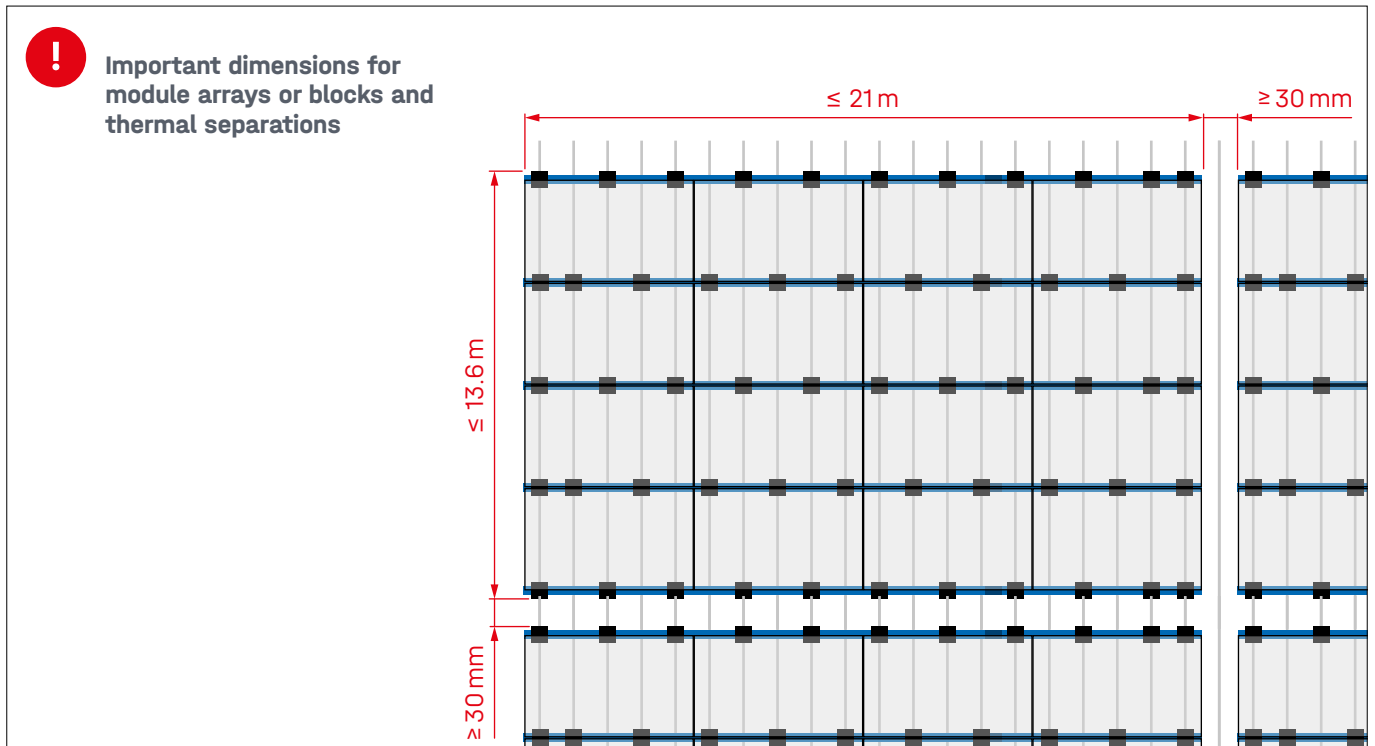 !
Important dimensions for
module arrays or blocks and
thermal separations
≤ 21 m
≥ 30 mm
≤ 13.6 m
≥ 30 mm